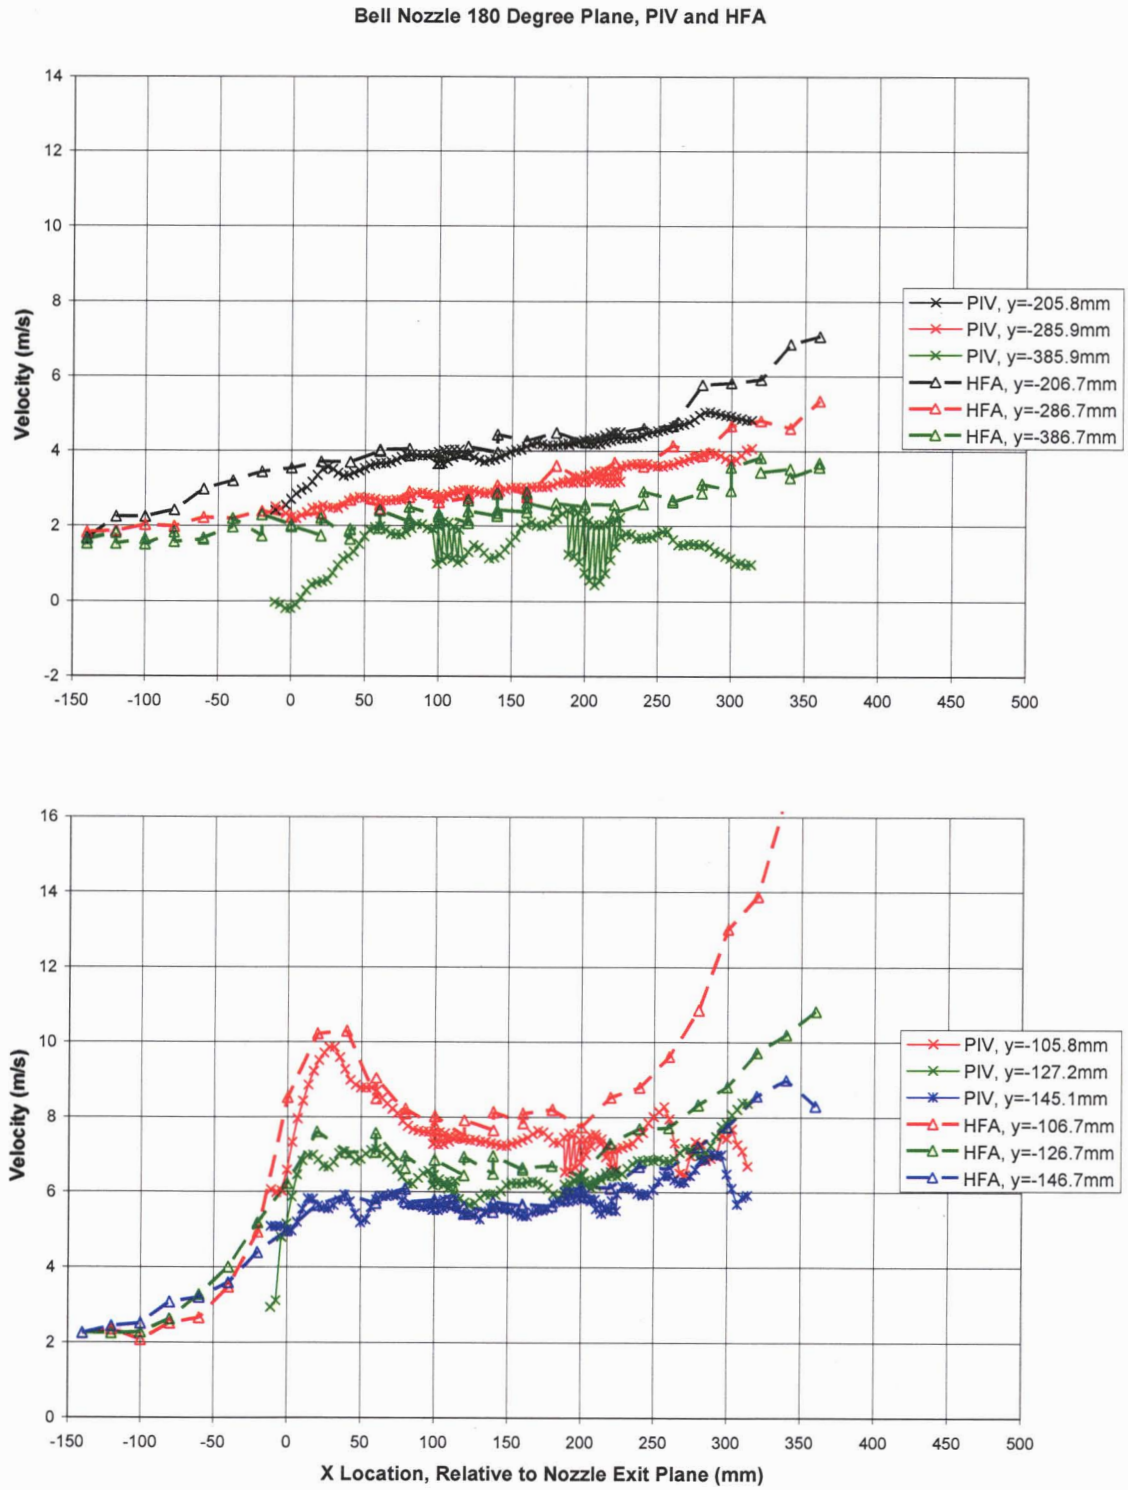 Bell Nozzle 180 Degree Plane, PIV and HFA
14
12
10
8
6
4
2
0
-2
Velocity (m/s)
-150 -100 -50 0 50 100 150 200 250 300 350 400 450 500
PIV, y=-205.8mm
PIV, y=-285.9mm
PIV, y=-385.9mm
HFA, y=-206.7mm
HFA, y=-286.7mm
HFA, y=-386.7mm
16
14
12
10
8
6
4
2
0
Velocity (m/s)
-150 -100 -50 0 50 100 150 200 250 300 350 400 450 500
X Location, Relative to Nozzle Exit Plane (mm)
PIV, y=-105.8mm
PIV, y=-127.2mm
PIV, y=-145.1mm
HFA, y=-106.7mm
HFA, y=-126.7mm
HFA, y=-146.7mm